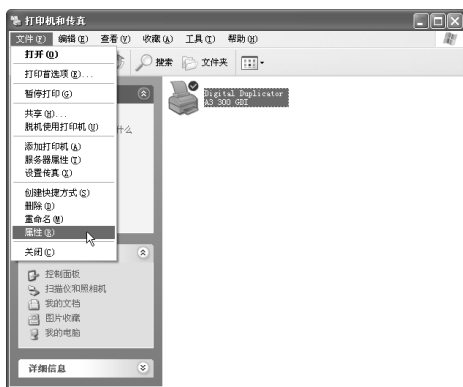 打印机和传真
文件(F) 编辑(E) 查看(V) 收藏(A) 工具(T) 帮助(H)
搜索 文件夹
打开(O)
打印首选项(E)...
暂停打印(G)
共享(H)...
脱机使用打印机(U)
添加打印机(A)
服务器属性(T)
设置传真(X)
创建快捷方式(S)
删除(D)
重命名(M)
属性(R)
关闭(C)
什么
Digital Duplicator
A3 300 GDI
控制面板
扫描仪和照相机
我的文档
图片收藏
我的电脑
详细信息